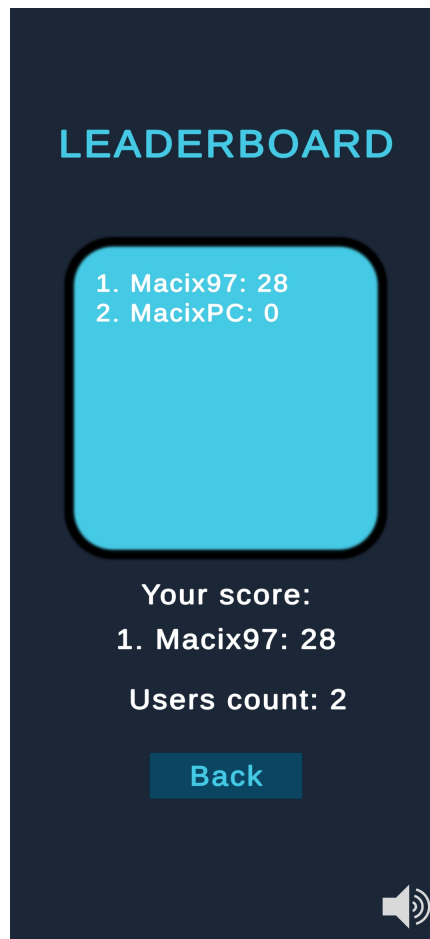 LEADERBOARD
1. Macix97: 28
2. MacixPC: 0
Your score:
1. Macix97: 28
Users count: 2
Back